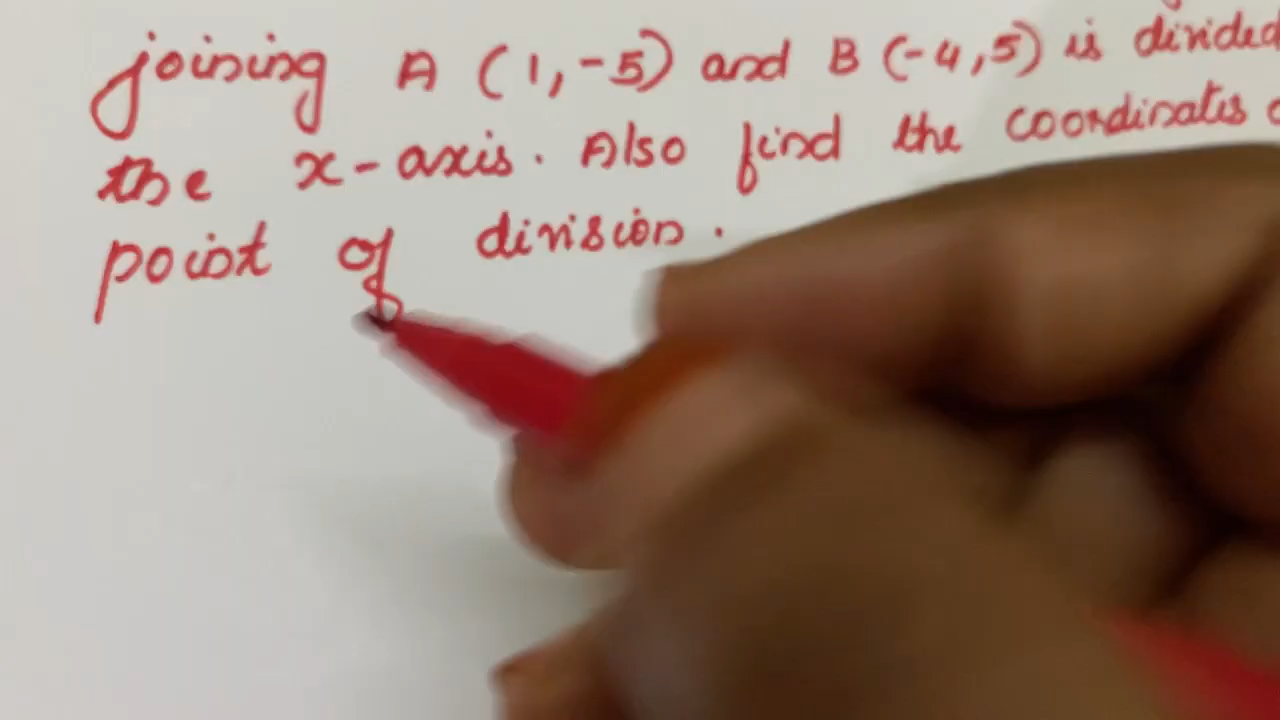 joining A (1,-5) and B (-4,5) is divided
the x-axis. Also find the coordinates
point of division.